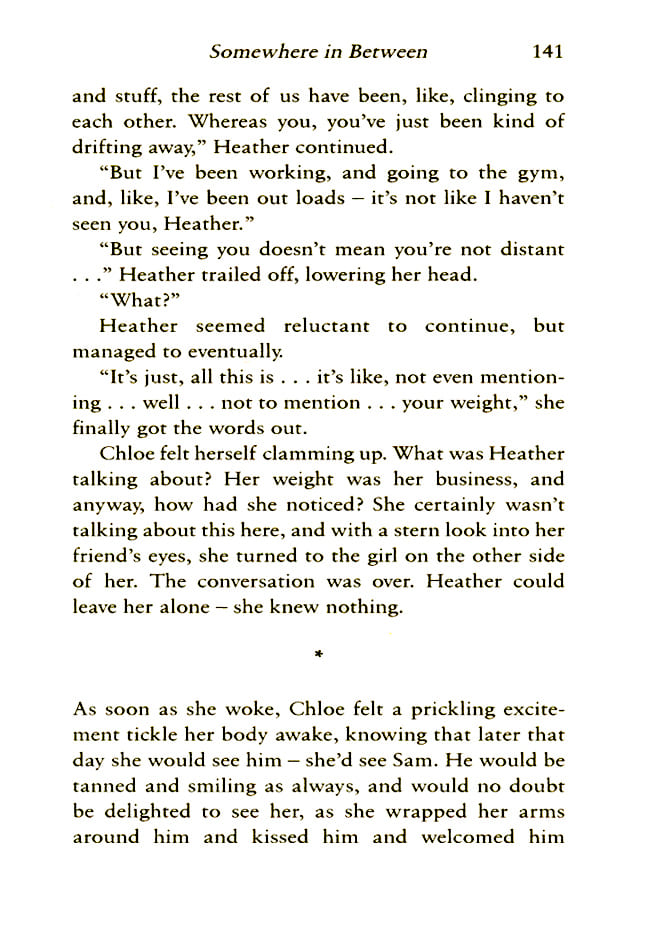 Somewhere in Between 141
and stuff, the rest of us have been, like, clinging to
each other. Whereas you, you've just been kind of
drifting away,” Heather continued.
“But I've been working, and going to the gym,
and, like, I've been out loads – it's not like I haven't
seen you, Heather.”
“But seeing you doesn't mean you're not distant
. . .” Heather trailed off, lowering her head.
“What?”
Heather seemed reluctant to continue, but
managed to eventually.
“It's just, all this is . . . it's like, not even mention-
ing . . . well . . . not to mention . . . your weight,” she
finally got the words out.
Chloe felt herself clamming up. What was Heather
talking about? Her weight was her business, and
anyway, how had she noticed? She certainly wasn't
talking about this here, and with a stern look into her
friend's eyes, she turned to the girl on the other side
of her. The conversation was over. Heather could
leave her alone – she knew nothing.
*
As soon as she woke, Chloe felt a prickling excite-
ment tickle her body awake, knowing that later that
day she would see him – she'd see Sam. He would be
tanned and smiling as always, and would no doubt
be delighted to see her, as she wrapped her arms
around him and kissed him and welcomed him